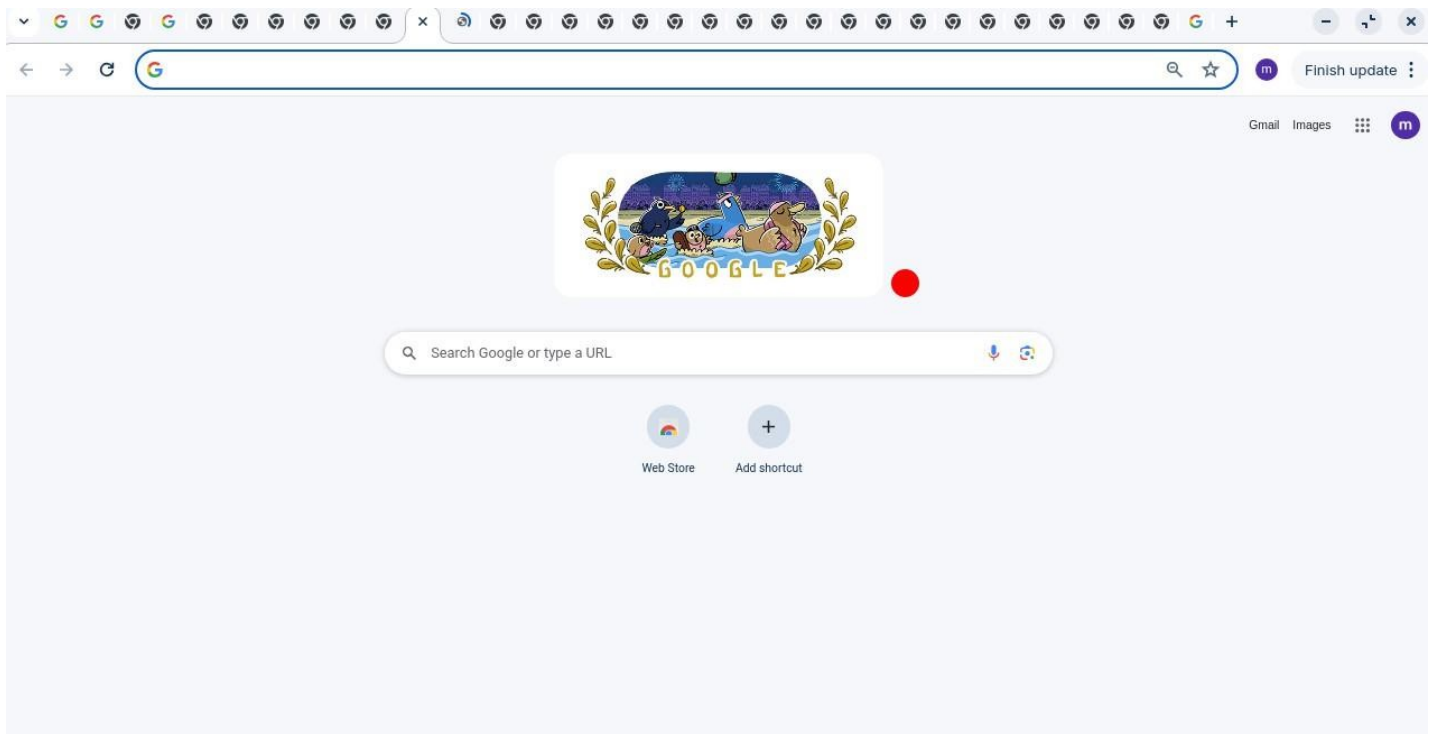 m
Finish update
Gmail Images
m
GOOGLE
Search Google or type a URL
Web Store Add shortcut